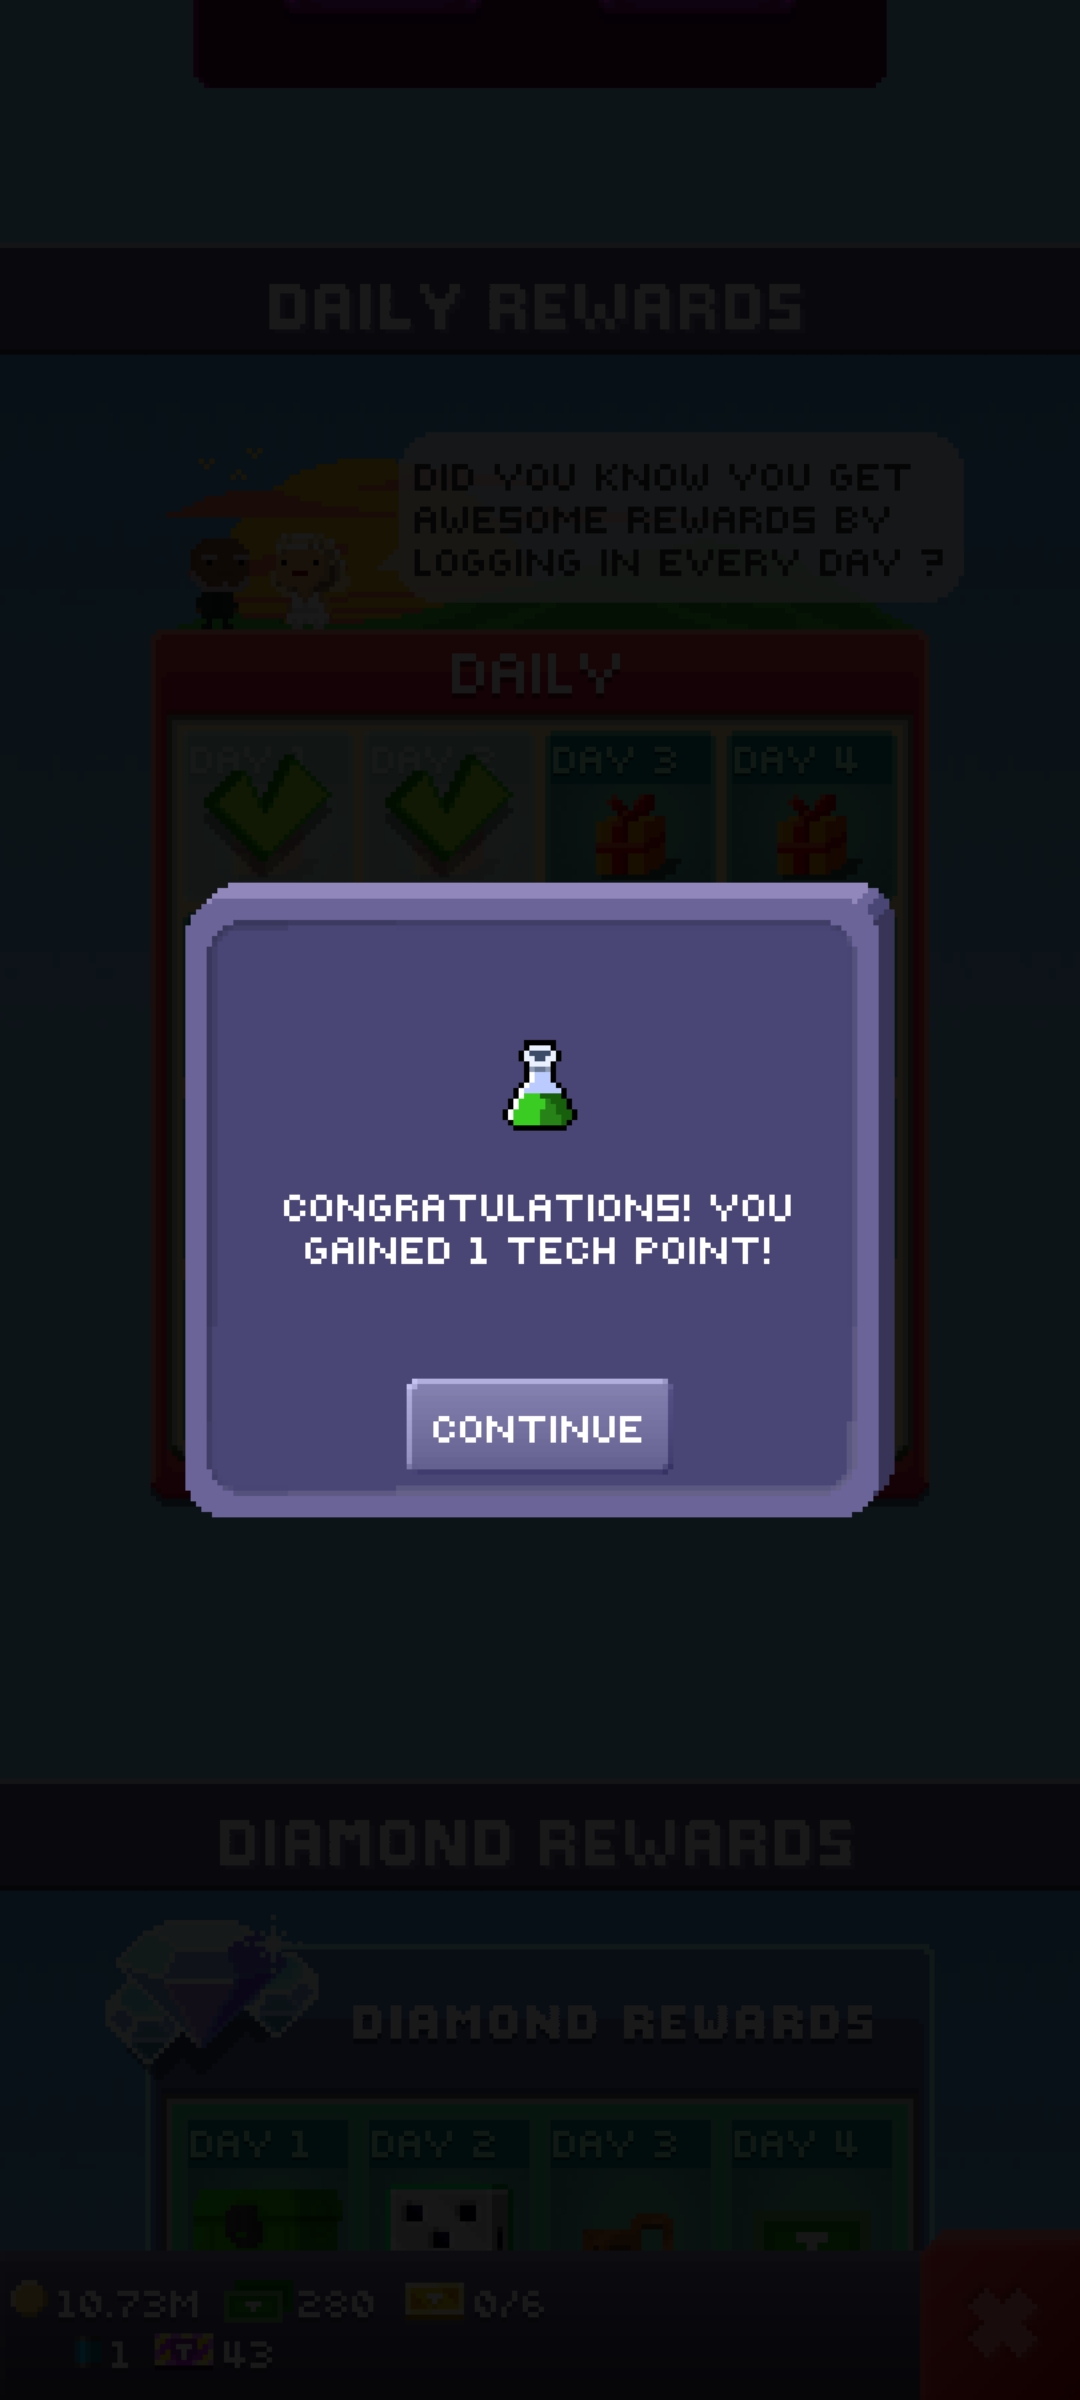 DAILY REWARDS
DID YOU KNOW YOU GET
AWESOME REWARDS BY
LOGGING IN EVERY DAY ?
DAILY
DAY 1
DAY 2
DAY 3
DAY 4
CONGRATULATIONS! YOU
GAINED 1 TECH POINT!
CONTINUE
DIAMOND REWARDS
DIAMOND REWARDS
DAY 1
DAY 2
DAY 3
DAY 4
10.73M
280
0/6
1
43